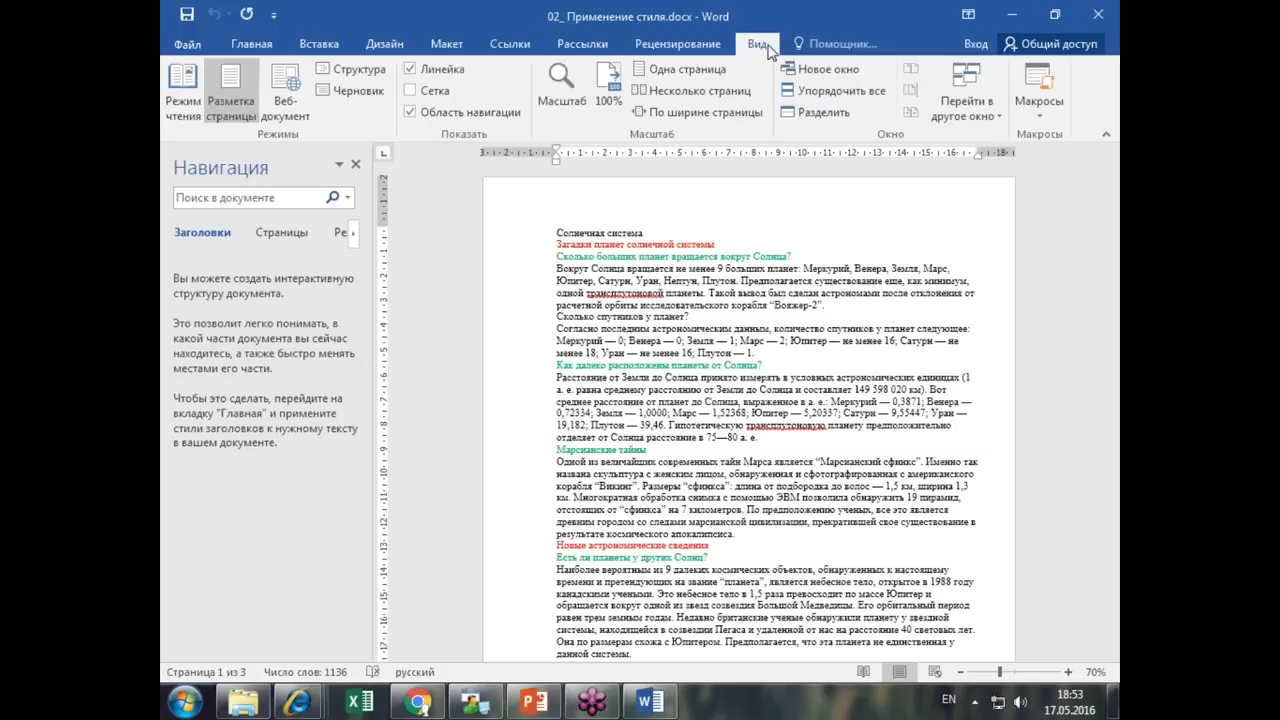 02_ Применение стиля.docx - Word
Файл Главная Вставка Дизайн Макет Ссылки Рассылки Рецензирование Вид Помощник... Вход Общий доступ
Режим чтения
Разметка страницы
Веб-документ
Структура
Черновик
Режимы
Линейка
Сетка
Область навигации
Показать
Масштаб
100%
Одна страница
Несколько страниц
По ширине страницы
Масштаб
Новое окно
Упорядочить все
Разделить
Перейти в другое окно
Окно
Макросы
Макросы
Навигация
Поиск в документе
Заголовки Страницы Ре
Вы можете создать интерактивную
структуру документа.
Это позволит легко понимать, в
какой части документа вы сейчас
находитесь, а также быстро менять
местами его части.
Чтобы это сделать, перейдите на
вкладку "Главная" и примените
стили заголовков к нужному тексту
в вашем документе.
3 2 1 1 2 3 4 5 6 7 8 9 10 11 12 13 14 15 16 18
Солнечная система
Загадки планет солнечной системы
Сколько больших планет вращается вокруг Солнца?
Вокруг Солнца вращается не менее 9 больших планет: Меркурий, Венера, Земля, Марс,
Юпитер, Сатурн, Уран, Нептун, Плутон. Предполагается существование еще, как минимум,
одной трансплутоновой планеты. Такой вывод был сделан астрономами после отклонения от
расчетной орбиты исследовательского корабля “Вояжер-2”.
Сколько спутников у планет?
Согласно последним астрономическим данным, количество спутников у планет следующее:
Меркурий — 0; Венера — 0; Земля — 1; Марс — 2; Юпитер — не менее 16; Сатурн — не
менее 18; Уран — не менее 16; Плутон — 1.
Как далеко расположены планеты от Солнца?
Расстояние от Земли до Солнца принято измерять в условных астрономических единицах (1
а. е. равна среднему расстоянию от Земли до Солнца и составляет 149 598 020 км). Вот
среднее расстояние от планет до Солнца, выраженное в а. е.: Меркурий — 0,3871; Венера —
0,72334; Земля — 1,0000; Марс — 1,52368; Юпитер — 5,20337; Сатурн — 9,55447; Уран —
19,182; Плутон — 39,46. Гипотетическую трансплутоновую планету предположительно
отделяет от Солнца расстояние в 75—80 а. е.
Марсианские тайны
Одной из величайших современных тайн Марса является “Марсианский сфинкс”. Именно так
названа скульптура с женским лицом, обнаруженная и сфотографированная с американского
корабля “Викинг”. Размеры “сфинкса”: длина от подбородка до волос — 1,5 км, ширина 1,3
км. Многократная обработка снимка с помощью ЭВМ позволила обнаружить 19 пирамид,
отстоящих от “сфинкса” на 7 километров. По предположению ученых, все это является
древним городом со следами марсианской цивилизации, прекратившей свое существование в
результате космического апокалипсиса.
Новые астрономические сведения
Есть ли планеты у других Солнц?
Наиболее вероятным из 9 далеких космических объектов, обнаруженных к настоящему
времени и претендующих на звание “планета”, является небесное тело, открытое в 1988 году
канадскими учеными. Это небесное тело в 1,5 раза превосходит по массе Юпитер и
обращается вокруг одной из звезд созвездия Большой Медведицы. Его орбитальный период
равен трем земным годам. Недавно британские ученые обнаружили планету у звездной
системы, находящейся в созвездии Пегаса и удаленной от нас на расстояние 40 световых лет.
Она по размерам схожа с Юпитером. Предполагается, что эта планета не единственная у
данной системы.
Страница 1 из 3 Число слов: 1136 русский 70%
EN 18:53
17.05.2016